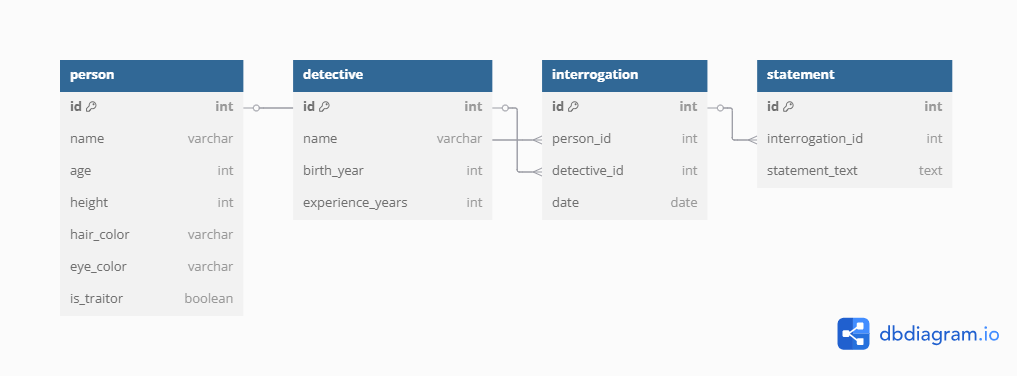 person
id int
name varchar
age int
height int
hair_color varchar
eye_color varchar
is_traitor boolean
detective
id int
name varchar
birth_year int
experience_years int
interrogation
id int
person_id int
detective_id int
date date
statement
id int
interrogation_id int
statement_text text
dbdiagram.io